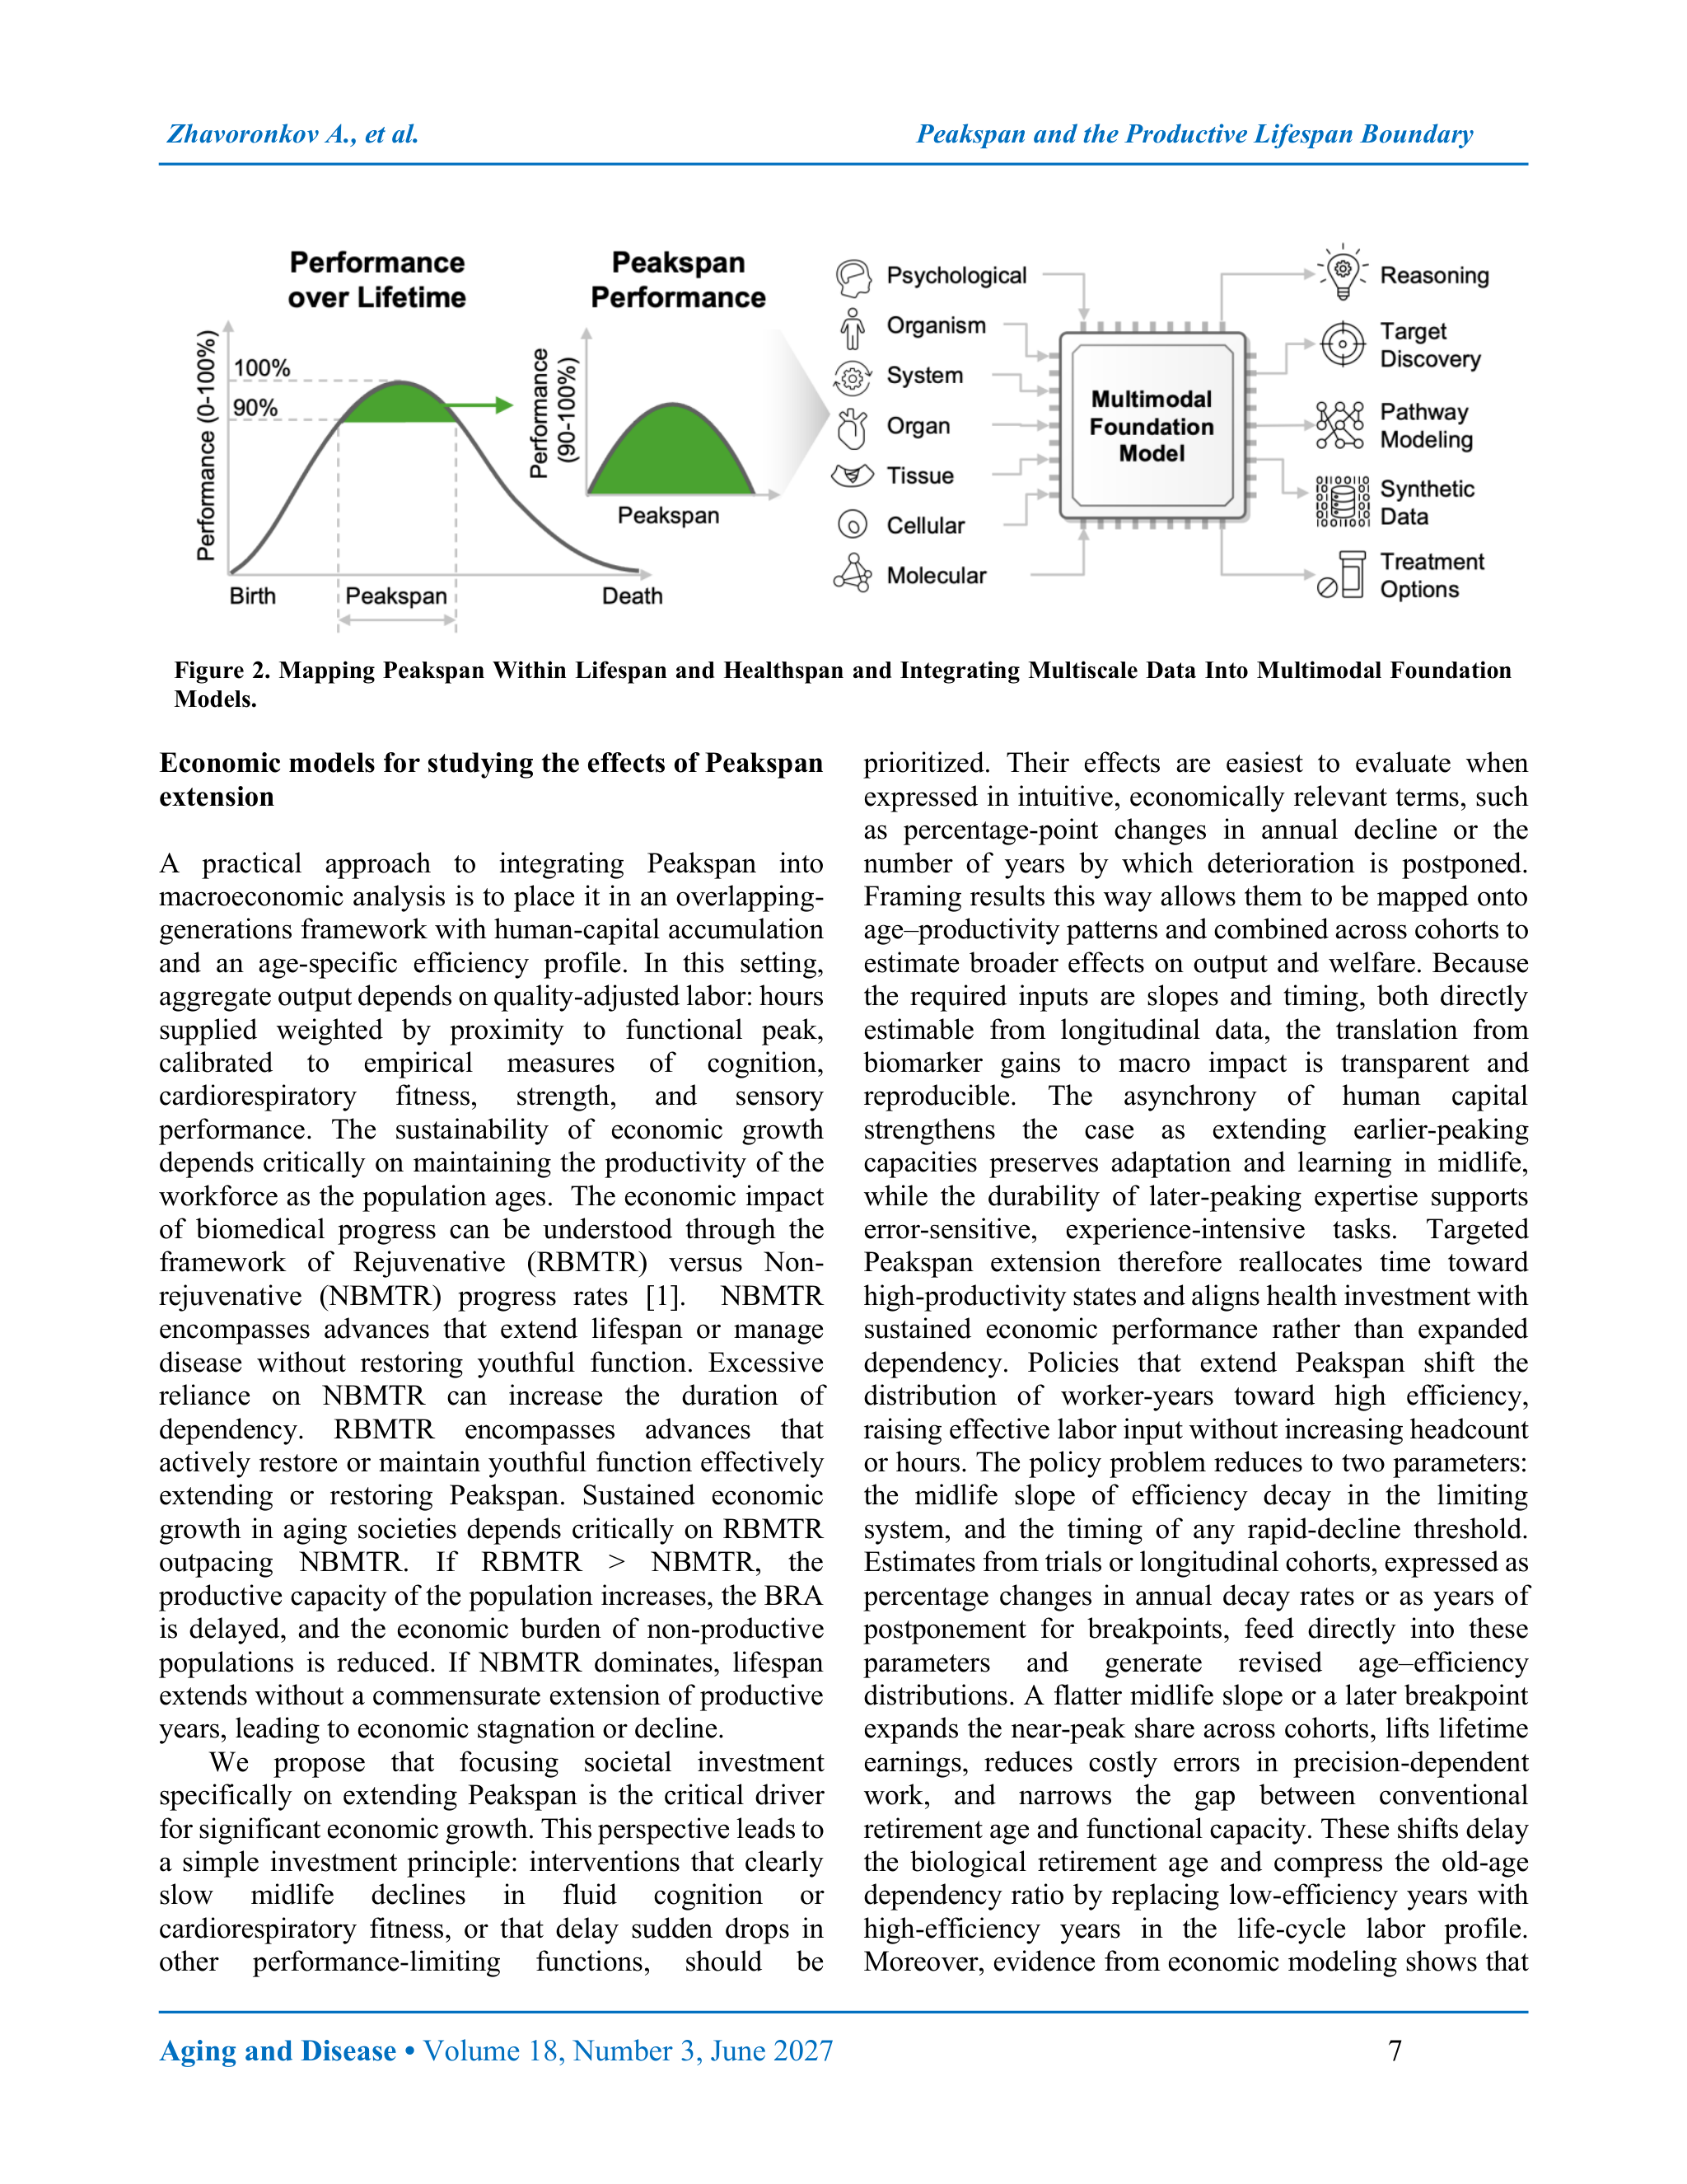 Zhavoronkov A., et al.
Peakspan and the Productive Lifespan Boundary
Performance
over Lifetime
Performance (0-100%)
100%
90%
Birth
Peakspan
Death
Peakspan
Performance
Performance
(90-100%)
Peakspan
Psychological
Organism
System
Organ
Tissue
Cellular
Molecular
Multimodal
Foundation
Model
Reasoning
Target
Discovery
Pathway
Modeling
Synthetic
Data
Treatment
Options
Figure 2. Mapping Peakspan Within Lifespan and Healthspan and Integrating Multiscale Data Into Multimodal Foundation
Models.
Economic models for studying the effects of Peakspan
extension
A practical approach to integrating Peakspan into
macroeconomic analysis is to place it in an overlapping-
generations framework with human-capital accumulation
and an age-specific efficiency profile. In this setting,
aggregate output depends on quality-adjusted labor: hours
supplied weighted by proximity to functional peak,
calibrated to empirical measures of cognition,
cardiorespiratory fitness, strength, and sensory
performance. The sustainability of economic growth
depends critically on maintaining the productivity of the
workforce as the population ages. The economic impact
of biomedical progress can be understood through the
framework of Rejuvenative (RBMTR) versus Non-
rejuvenative (NBMTR) progress rates [1]. NBMTR
encompasses advances that extend lifespan or manage
disease without restoring youthful function. Excessive
reliance on NBMTR can increase the duration of
dependency. RBMTR encompasses advances that
actively restore or maintain youthful function effectively
extending or restoring Peakspan. Sustained economic
growth in aging societies depends critically on RBMTR
outpacing NBMTR. If RBMTR > NBMTR, the
productive capacity of the population increases, the BRA
is delayed, and the economic burden of non-productive
populations is reduced. If NBMTR dominates, lifespan
extends without a commensurate extension of productive
years, leading to economic stagnation or decline.
We propose that focusing societal investment
specifically on extending Peakspan is the critical driver
for significant economic growth. This perspective leads to
a simple investment principle: interventions that clearly
slow midlife declines in fluid cognition or
cardiorespiratory fitness, or that delay sudden drops in
other performance-limiting functions, should be
prioritized. Their effects are easiest to evaluate when
expressed in intuitive, economically relevant terms, such
as percentage-point changes in annual decline or the
number of years by which deterioration is postponed.
Framing results this way allows them to be mapped onto
age–productivity patterns and combined across cohorts to
estimate broader effects on output and welfare. Because
the required inputs are slopes and timing, both directly
estimable from longitudinal data, the translation from
biomarker gains to macro impact is transparent and
reproducible. The asynchrony of human capital
strengthens the case as extending earlier-peaking
capacities preserves adaptation and learning in midlife,
while the durability of later-peaking expertise supports
error-sensitive, experience-intensive tasks. Targeted
Peakspan extension therefore reallocates time toward
high-productivity states and aligns health investment with
sustained economic performance rather than expanded
dependency. Policies that extend Peakspan shift the
distribution of worker-years toward high efficiency,
raising effective labor input without increasing headcount
or hours. The policy problem reduces to two parameters:
the midlife slope of efficiency decay in the limiting
system, and the timing of any rapid-decline threshold.
Estimates from trials or longitudinal cohorts, expressed as
percentage changes in annual decay rates or as years of
postponement for breakpoints, feed directly into these
parameters and generate revised age–efficiency
distributions. A flatter midlife slope or a later breakpoint
expands the near-peak share across cohorts, lifts lifetime
earnings, reduces costly errors in precision-dependent
work, and narrows the gap between conventional
retirement age and functional capacity. These shifts delay
the biological retirement age and compress the old-age
dependency ratio by replacing low-efficiency years with
high-efficiency years in the life-cycle labor profile.
Moreover, evidence from economic modeling shows that
Aging and Disease • Volume 18, Number 3, June 2027
7